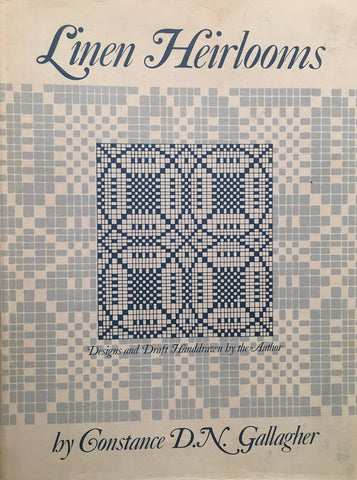 Linen Heirlooms
Designs and Draft Handdrawn by the Author
by Constance D.N. Gallagher